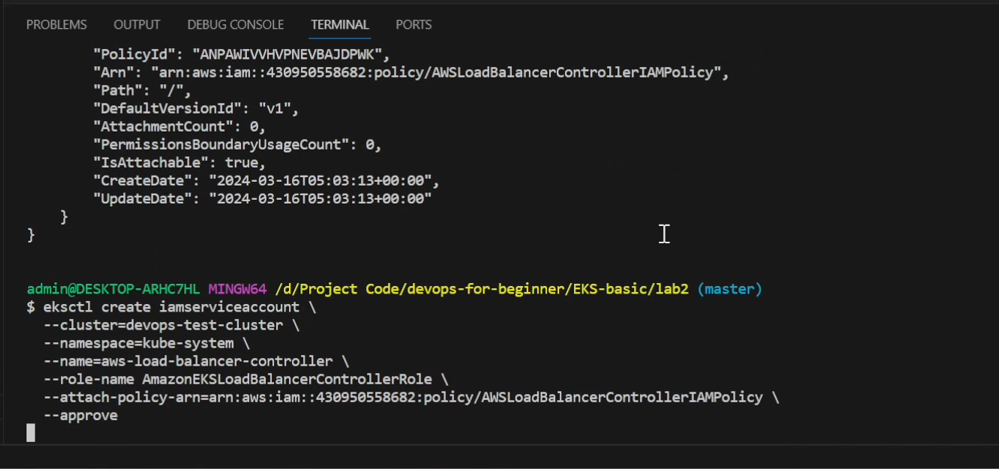 PROBLEMS OUTPUT DEBUG CONSOLE TERMINAL PORTS
"PolicyId": "ANPAWIVVHVPNEVBAJDPWK",
"Arn": "arn:aws:iam::430950558682:policy/AWSLoadBalancerControllerIAMPolicy",
"Path": "/",
"DefaultVersionId": "v1",
"AttachmentCount": 0,
"PermissionsBoundaryUsageCount": 0,
"IsAttachable": true,
"CreateDate": "2024-03-16T05:03:13+00:00",
"UpdateDate": "2024-03-16T05:03:13+00:00"
}
}
admin@DESKTOP-ARHC7HL MINGW64 /d/Project Code/devops-for-beginner/EKS-basic/lab2 (master)
$ eksctl create iamserviceaccount \
--cluster=devops-test-cluster \
--namespace=kube-system \
--name=aws-load-balancer-controller \
--role-name AmazonEKSLoadBalancerControllerRole \
--attach-policy-arn=arn:aws:iam::430950558682:policy/AWSLoadBalancerControllerIAMPolicy \
--approve